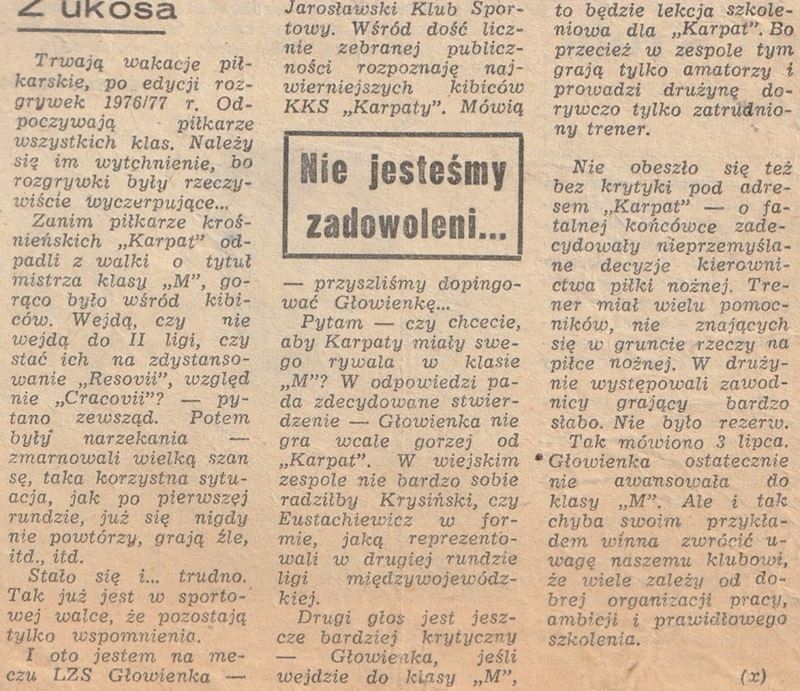 Z ukosa
Trwają wakacje pił-
karskie, po edycji roz-
grywek 1976/77 r. Od-
poczywają piłkarze
wszystkich klas. Należy
się im wytchnienie, bo
rozgrywki były rzeczy-
wiście wyczerpujące...
Zanim piłkarze kroś-
nieńskich „Karpat” od-
padli z walki o tytuł
mistrza klasy „M”, go-
rąco było wśród kibi-
ców. Wejdą, czy nie
wejdą do II ligi, czy
stać ich na zdystanso-
wanie „Resovii”, względ
nie „Cracovii”? — py-
tano zewsząd. Potem
były narzekania —
zmarnowali wielką szan
sę, taka korzystna sytu-
acja, jak po pierwszej
rundzie, już się nigdy
nie powtórzy, grają źle,
itd., itd.
Stało się i... trudno.
Tak już jest w sporto-
wej walce, że pozostają
tylko wspomnienia.
I oto jestem na me-
czu LZS Głowienka —
Jarosławski Klub Spor-
towy. Wśród dość licz-
nie zebranej publicz-
ności rozpoznaję naj-
wierniejszych kibiców
KKS „Karpaty”. Mówią
Nie jesteśmy
zadowoleni...
— przyszliśmy dopingo-
wać Głowienkę...
Pytam — czy chcecie,
aby Karpaty miały swe-
go rywala w klasie
„M”? W odpowiedzi pa-
da zdecydowane stwier-
dzenie — Głowienka nie
gra wcale gorzej od
„Karpat”. W wiejskim
zespole nie bardzo sobie
radziłby Krysiński, czy
Eustachiewicz w for-
mie, jaką reprezento-
wali w drugiej rundzie
ligi międzywojewódz-
kiej.
Drugi głos jest jesz-
cze bardziej krytyczny
— Głowienka, jeśli
wejdzie do klasy „M”,
to będzie lekcja szkole-
niowa dla „Karpat”. Bo
przecież w zespole tym
grają tylko amatorzy i
prowadzi drużynę do-
rywczo tylko zatrudnio-
ny trener.
Nie obeszło się też
bez krytyki pod adre-
sem „Karpat” — o fa-
talnej końcówce zade-
cydowały nieprzemyśla-
ne decyzje kierowni-
ctwa piłki nożnej. Tre-
ner miał wielu pomoc-
ników, nie znających
się w gruncie rzeczy na
piłce nożnej. W druży-
nie występowali zawod-
nicy grający bardzo
słabo. Nie było rezerw.
Tak mówiono 3 lipca.
Głowienka ostatecznie
nie awansowała do
klasy „M”. Ale i tak
chyba swoim przykła-
dem winna zwrócić u-
wagę naszemu klubowi,
że wiele zależy od do-
brej organizacji pracy,
ambicji i prawidłowego
szkolenia.
(x)